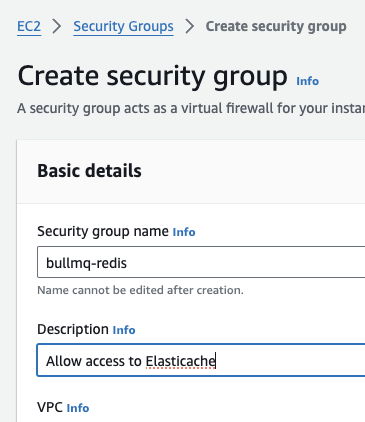 EC2 > Security Groups > Create security group
Create security group Info
A security group acts as a virtual firewall for your
Basic details
Security group name Info
bullmq-redis
Name cannot be edited after creation.
Description Info
Allow access to Elasticache
VPC Info